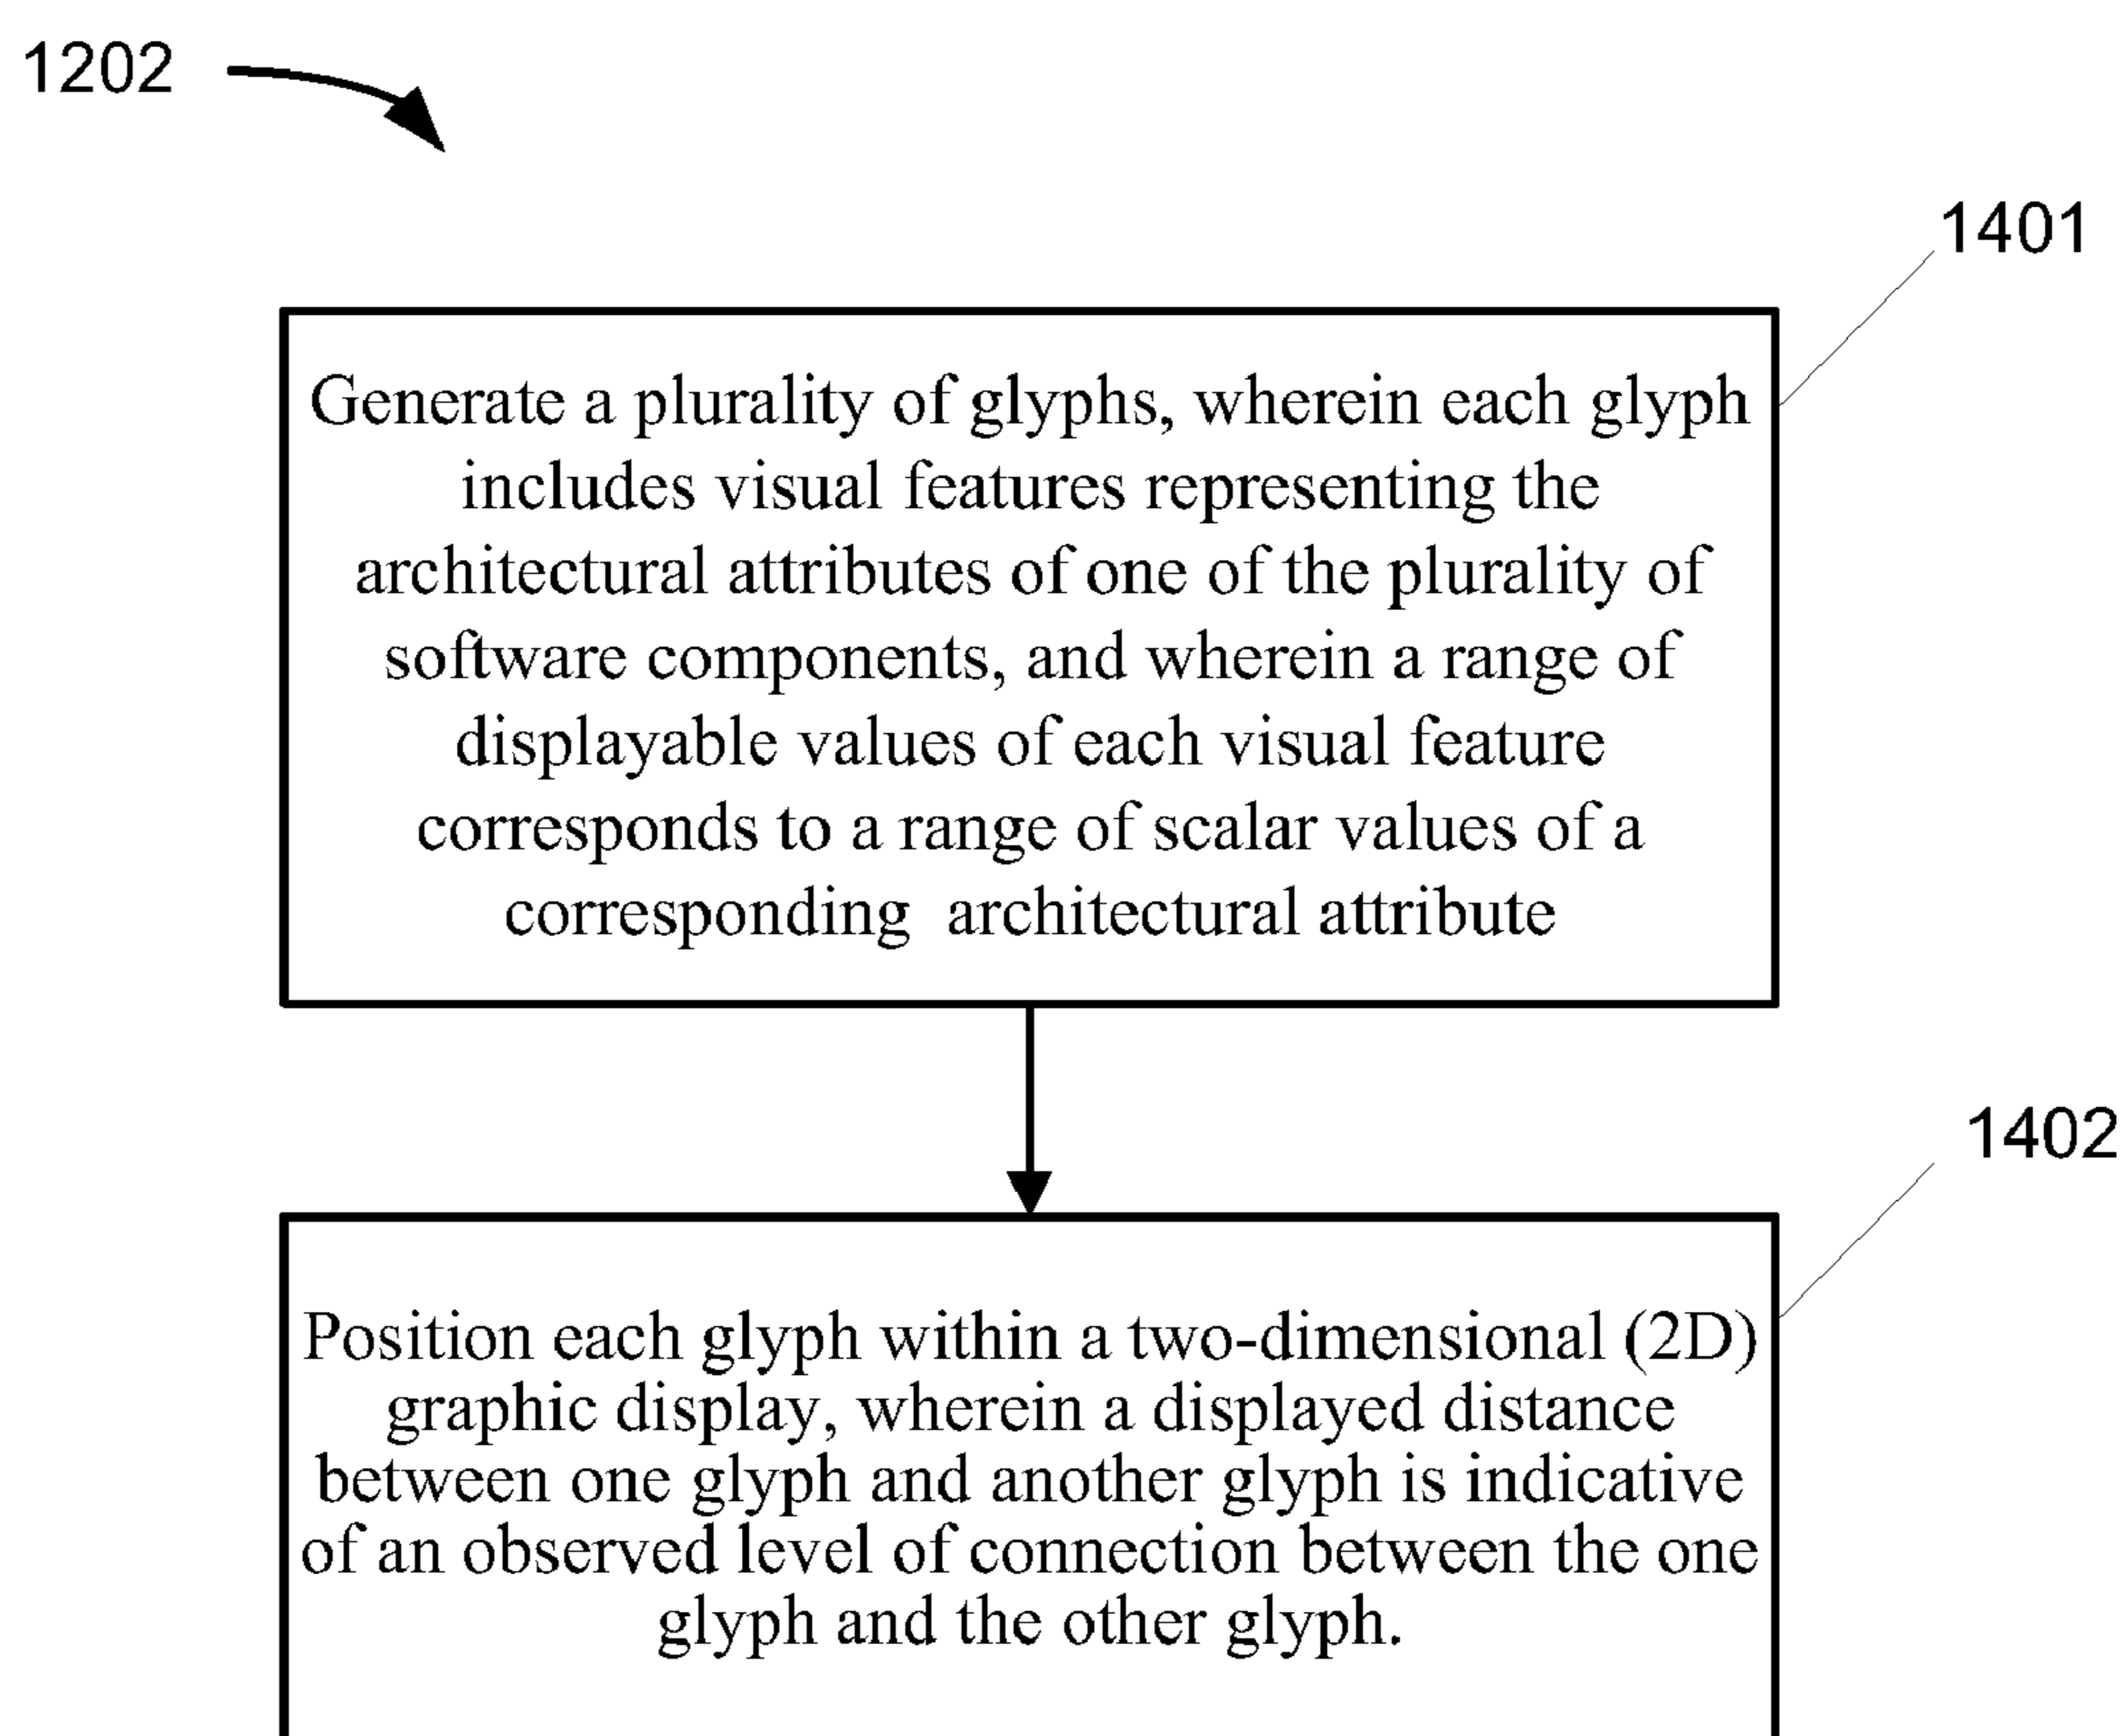 1202
1401
Generate a plurality of glyphs, wherein each glyph
includes visual features representing the
architectural attributes of one of the plurality of
software components, and wherein a range of
displayable values of each visual feature
corresponds to a range of scalar values of a
corresponding architectural attribute
1402
Position each glyph within a two-dimensional (2D)
graphic display, wherein a displayed distance
between one glyph and another glyph is indicative
of an observed level of connection between the one
glyph and the other glyph.